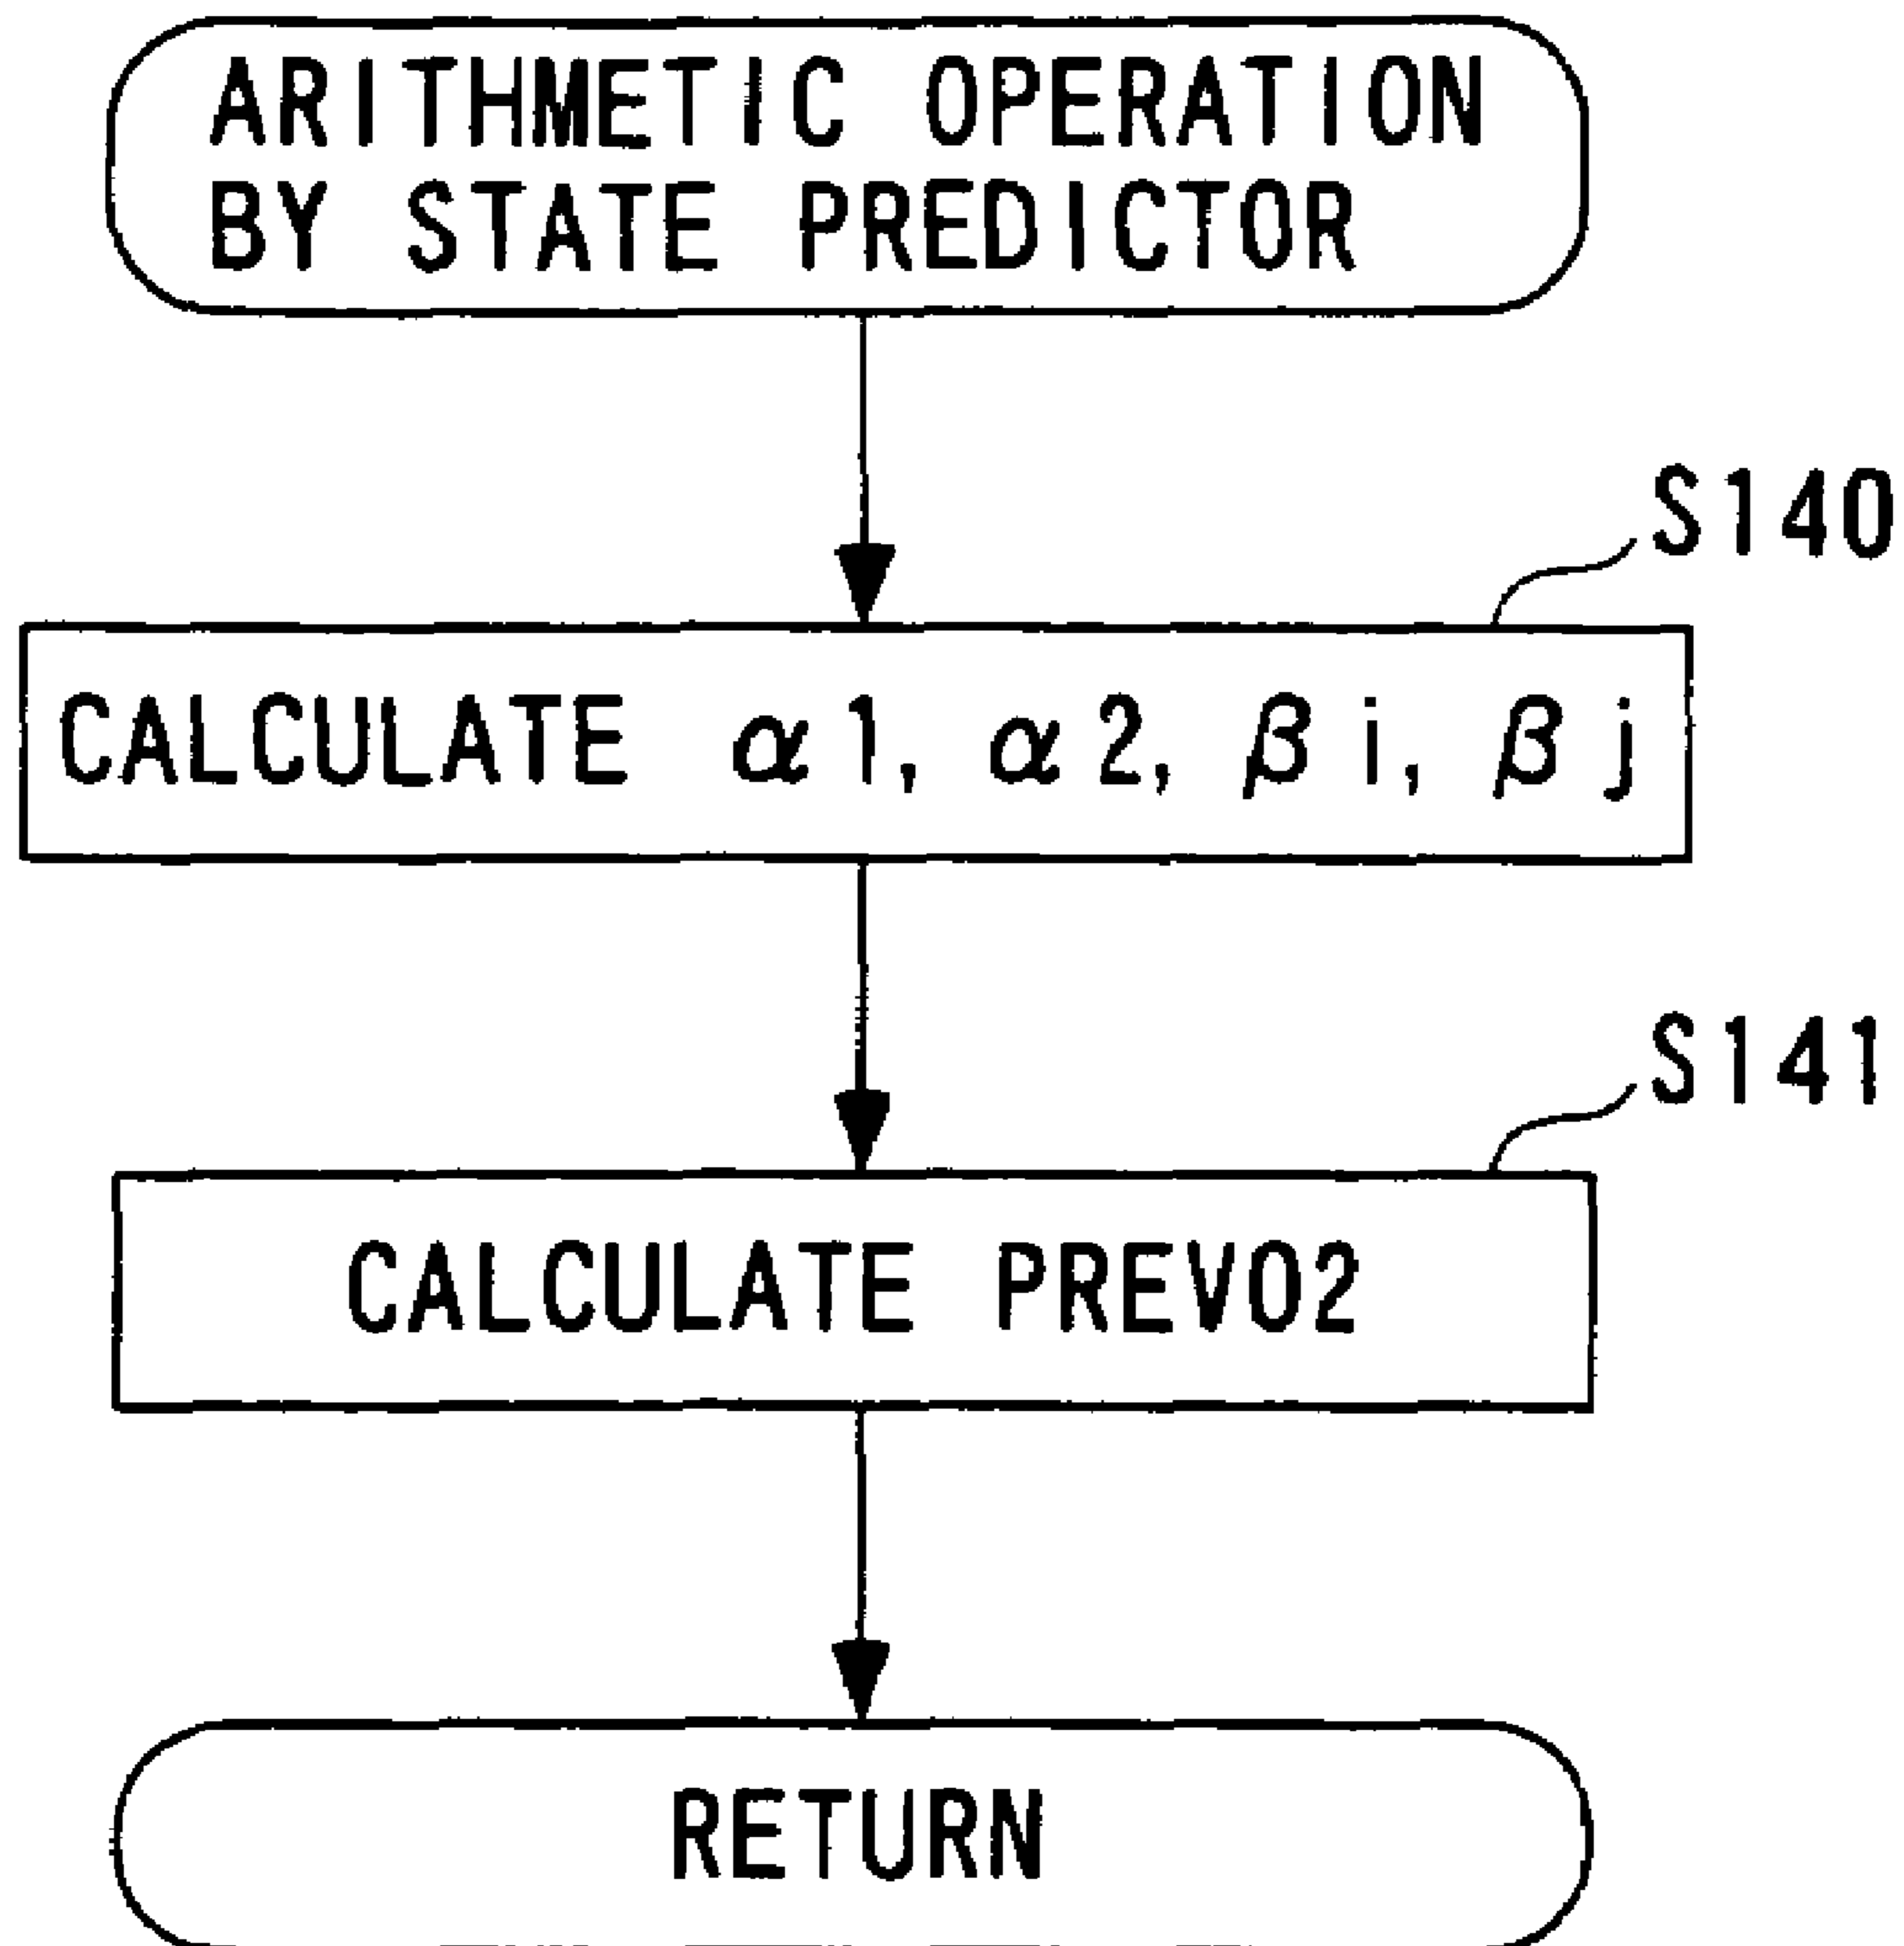 ARITHMETIC OPERATION
BY STATE PREDICTOR
S140
CALCULATE α1, α2, βi, βj
S141
CALCULATE PREVO2
RETURN